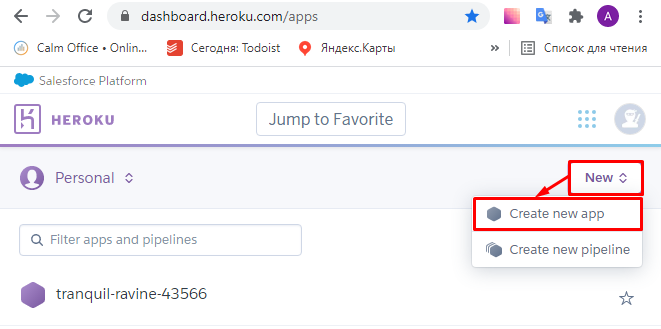 dashboard.heroku.com/apps
A
Calm Office • Onlin...
Сегодня: Todoist
Яндекс.Карты
»
Список для чтения
Salesforce Platform
HEROKU
Jump to Favorite
Personal
New
Create new app
Filter apps and pipelines
Create new pipeline
tranquil-ravine-43566